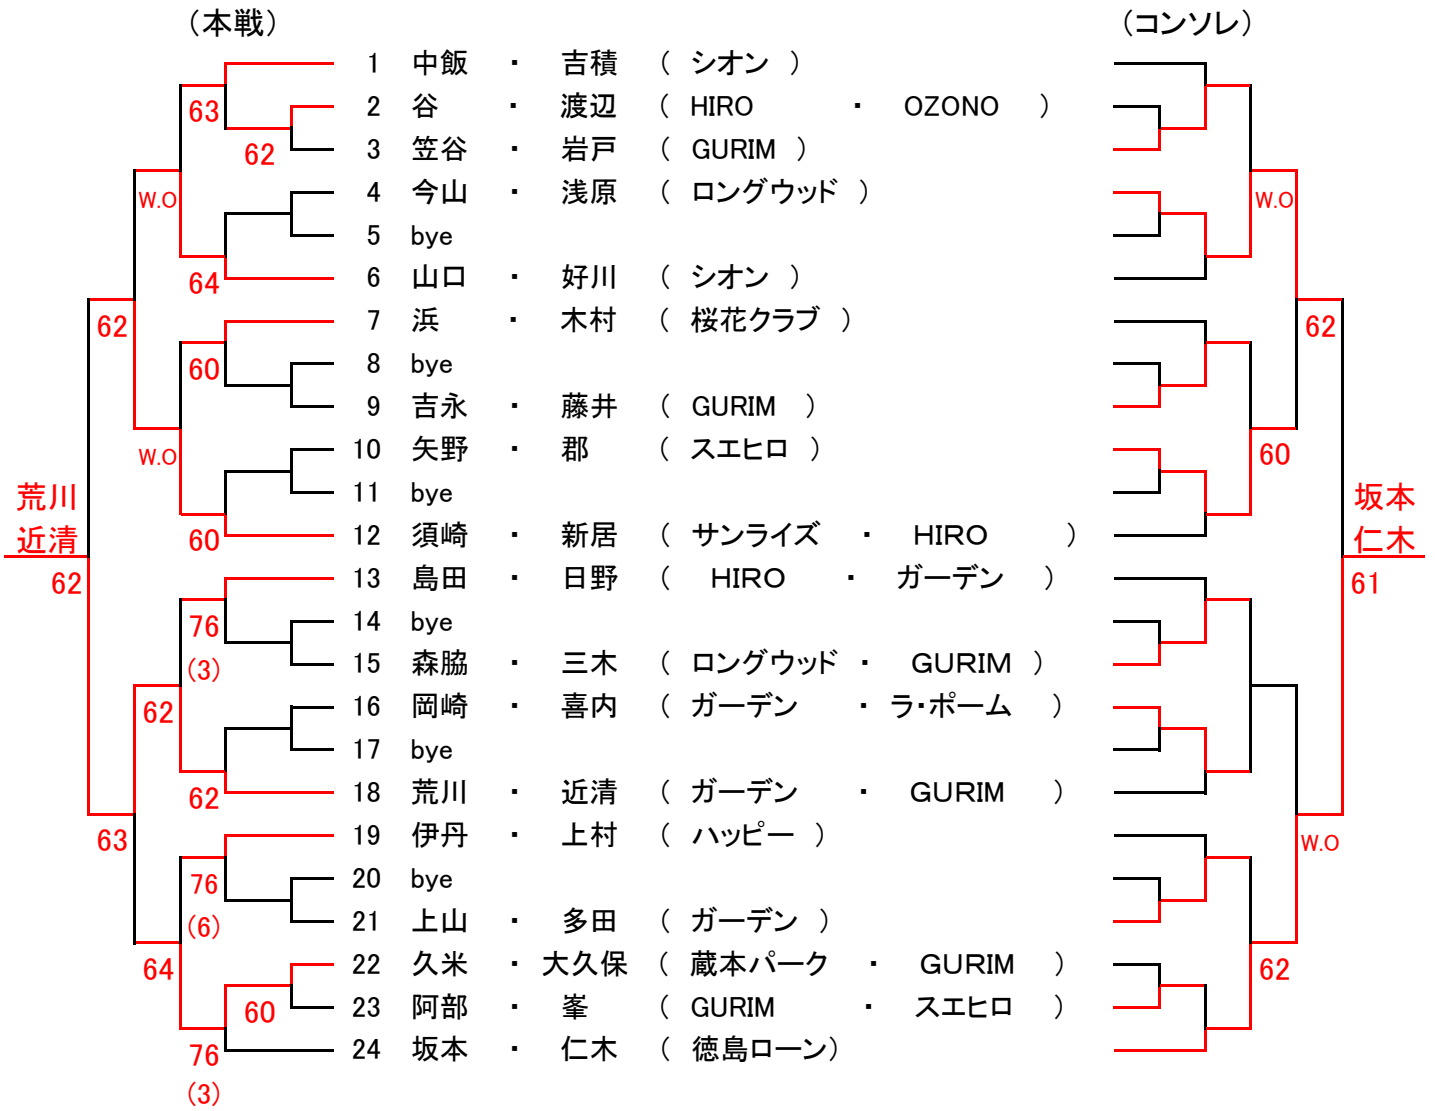 （本戦） （コンソレ）
1 中飯 ・ 吉積 （ シオン ）
63
2 谷 ・ 渡辺 （ HIRO ・ OZONO ）
62
3 笠谷 ・ 岩戸 （ GURIM ）
W.O 4 今山 ・ 浅原 （ ロングウッド ） W.O
5 bye
64 6 山口 ・ 好川 （ シオン ）
62 7 浜 ・ 木村 （ 桜花クラブ ） 62
60 8 bye
9 吉永 ・ 藤井 （ GURIM ）
W.O 10 矢野 ・ 郡 （ スエヒロ ） 60
荒川 11 bye 坂本
近清 60 12 須崎 ・ 新居 （ サンライズ ・ HIRO ） 仁木
62 13 島田 ・ 日野 （ HIRO ・ ガーデン ） 61
76 14 bye
(3) 15 森脇 ・ 三木 （ ロングウッド ・ GURIM ）
62 16 岡崎 ・ 喜内 （ ガーデン ・ ラ・ポーム ）
17 bye
62 18 荒川 ・ 近清 （ ガーデン ・ GURIM ）
63 19 伊丹 ・ 上村 （ ハッピー ） W.O
76 20 bye
(6) 21 上山 ・ 多田 （ ガーデン ）
64 22 久米 ・ 大久保 （ 蔵本パーク ・ GURIM ） 62
60 23 阿部 ・ 峯 （ GURIM ・ スエヒロ ）
76 24 坂本 ・ 仁木 （ 徳島ローン）
(3)